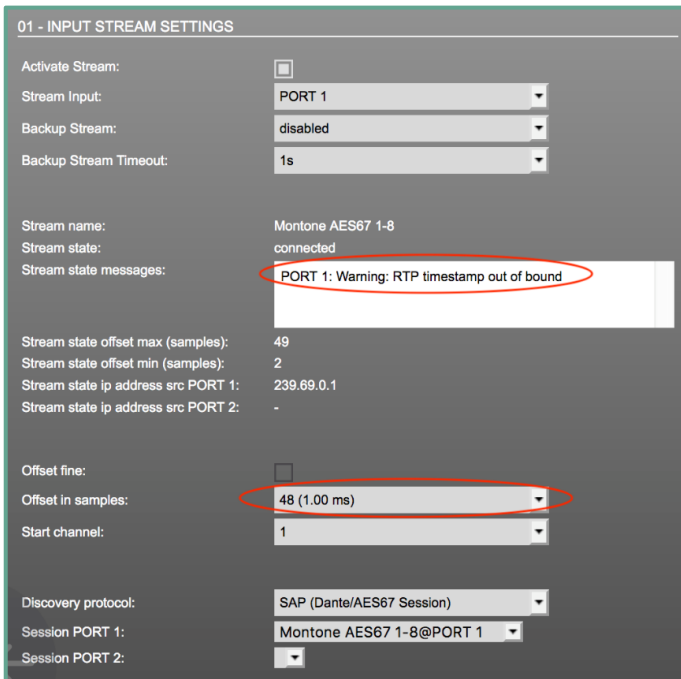 01 - INPUT STREAM SETTINGS
Activate Stream:
Stream Input: PORT 1
Backup Stream: disabled
Backup Stream Timeout: 1s
Stream name: Montone AES67 1-8
Stream state: connected
Stream state messages: PORT 1: Warning: RTP timestamp out of bound
Stream state offset max (samples): 49
Stream state offset min (samples): 2
Stream state ip address src PORT 1: 239.69.0.1
Stream state ip address src PORT 2: -
Offset fine:
Offset in samples: 48 (1.00 ms)
Start channel: 1
Discovery protocol: SAP (Dante/AES67 Session)
Session PORT 1: Montone AES67 1-8@PORT 1
Session PORT 2: